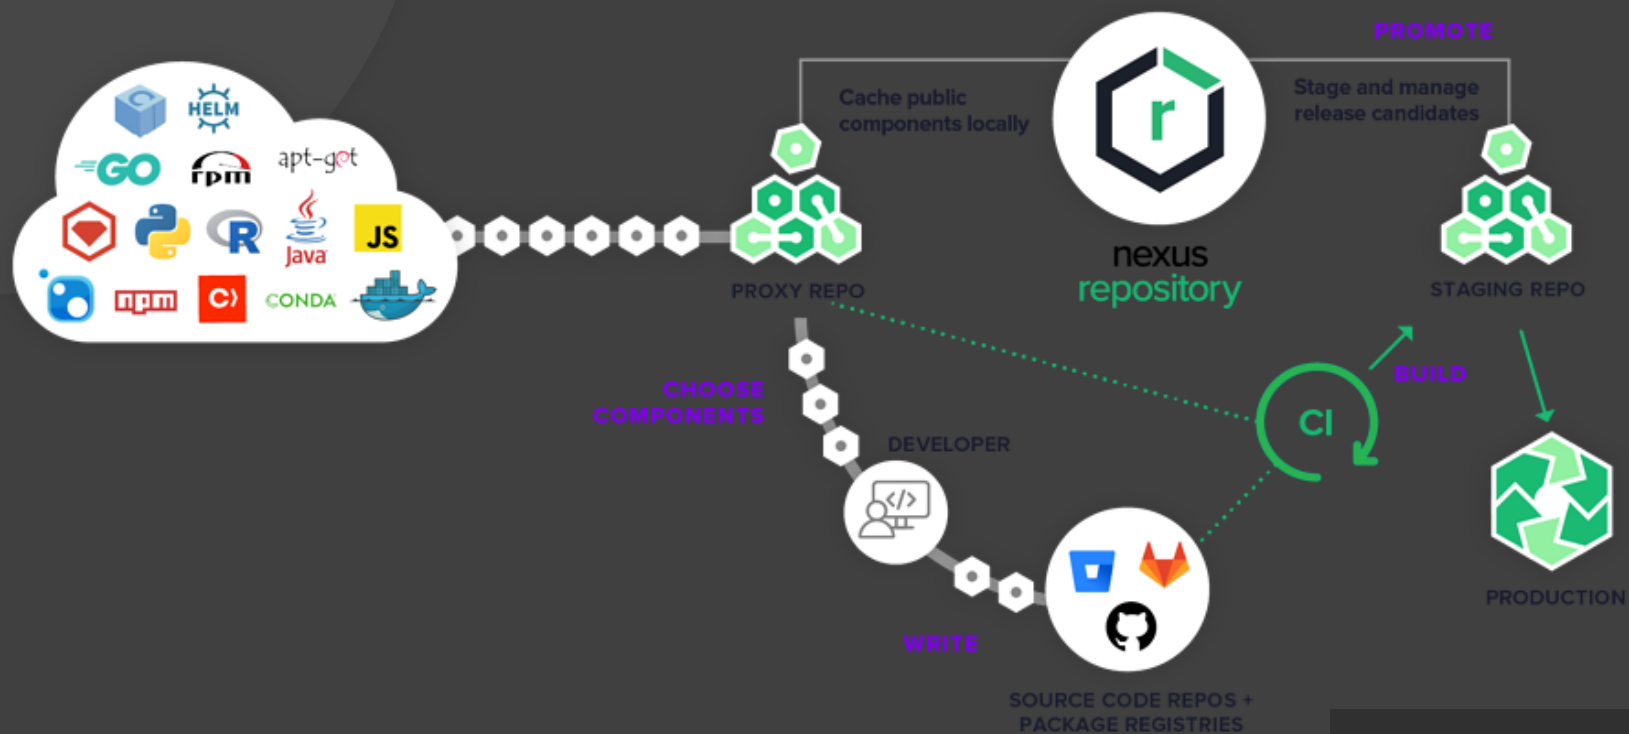 HELM
GO
rpm
apt-get
R
Java
JS
npm
C
CONDA
PROXY REPO
Cache public
components locally
r
nexus
repository
PROMOTE
Stage and manage
release candidates
STAGING REPO
CHOOSE
COMPONENTS
DEVELOPER
</>
WRITE
SOURCE CODE REPOS +
PACKAGE REGISTRIES
CI
BUILD
PRODUCTION